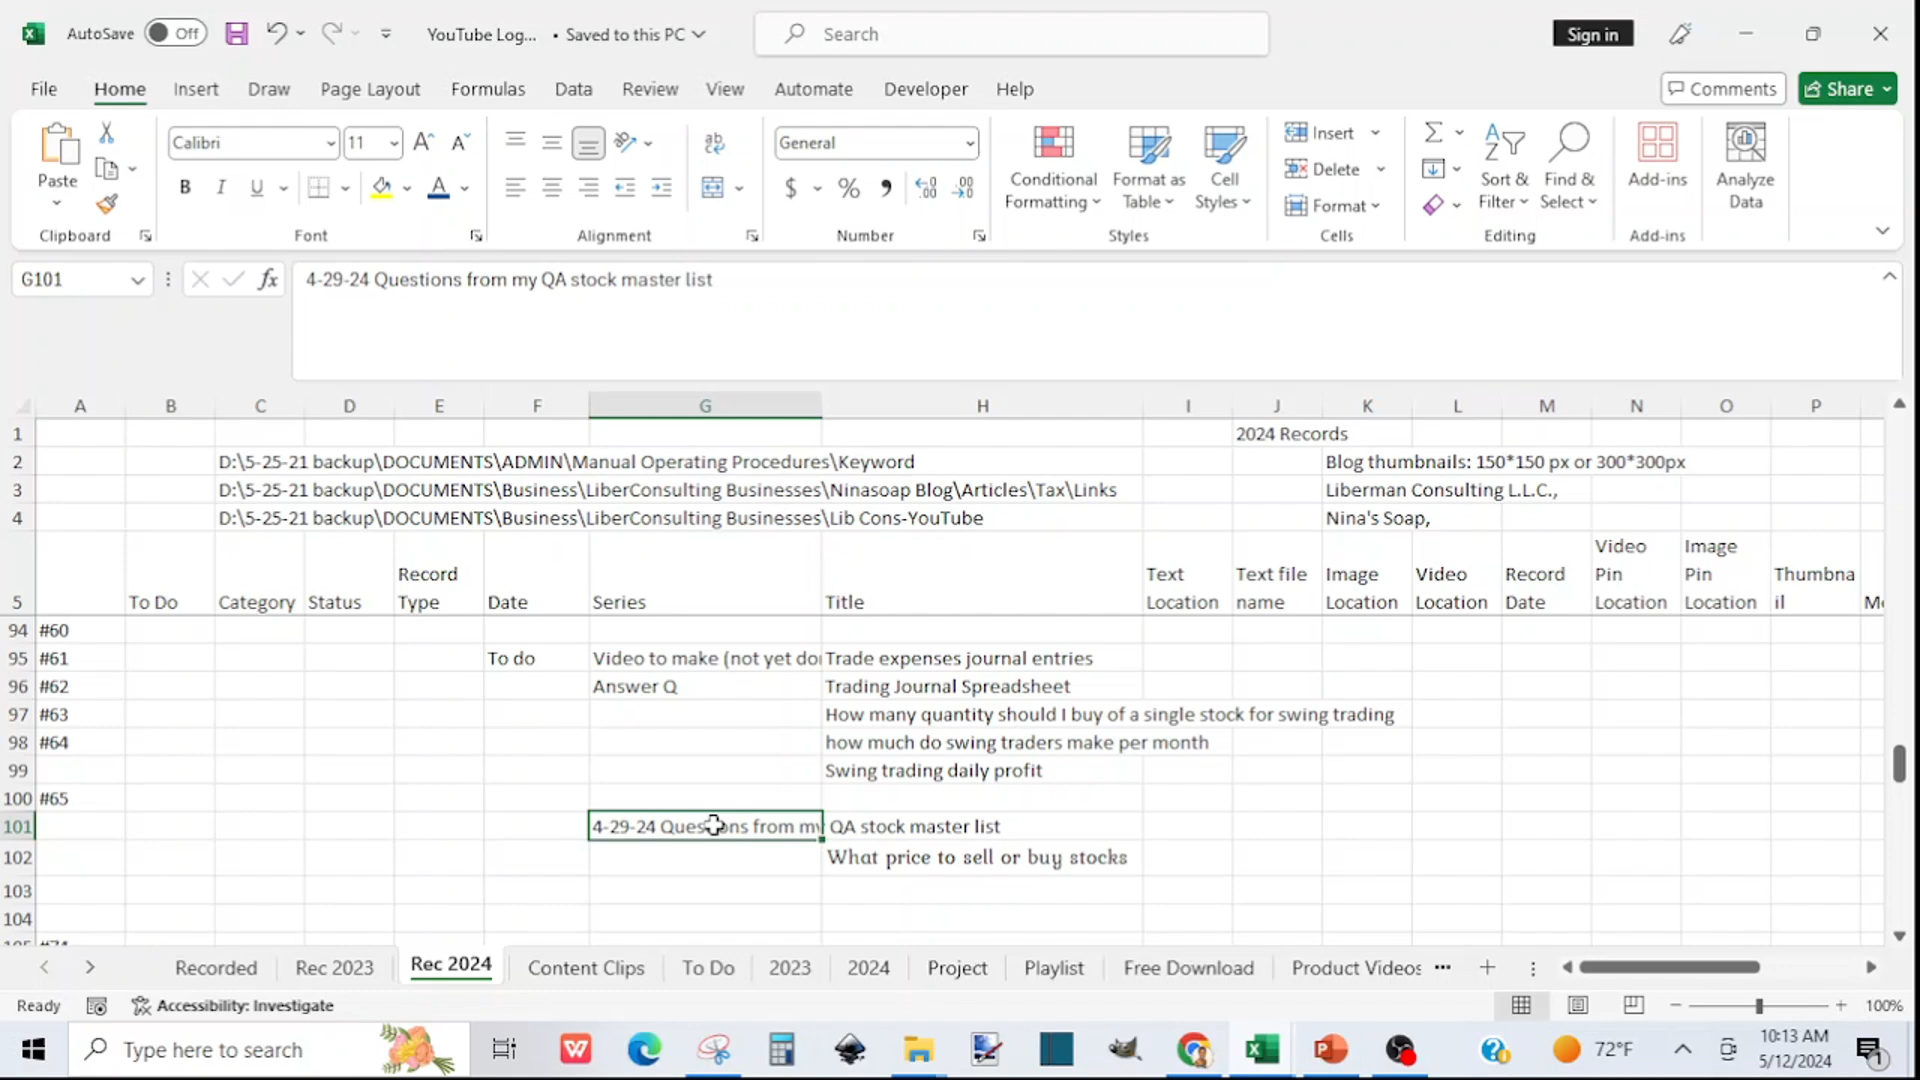 AutoSave Off YouTube Log... • Saved to this PC Search Sign in
File Home Insert Draw Page Layout Formulas Data Review View Automate Developer Help Comments Share
Calibri 11 General Insert
Paste Conditional Format as Cell Delete Sort & Find & Add-ins Analyze
B I U $ % Formatting Table Styles Format Filter Select Data
Clipboard Font Alignment Number Styles Cells Editing Add-ins
G101 fx 4-29-24 Questions from my QA stock master list
A B C D E F G H I J K L M N O P
1 2024 Records
2 D:\5-25-21 backup\DOCUMENTS\ADMIN\Manual Operating Procedures\Keyword Blog thumbnails: 150*150 px or 300*300px
3 D:\5-25-21 backup\DOCUMENTS\Business\LiberConsulting Businesses\Ninasoap Blog\Articles\Tax\Links Liberman Consulting L.L.C.,
4 D:\5-25-21 backup\DOCUMENTS\Business\LiberConsulting Businesses\Lib Cons-YouTube Nina's Soap,
Video Image
Record Text Text file Image Video Record Pin Pin Thumbna
5 To Do Category Status Type Date Series Title Location name Location Location Date Location Location il
94 #60
95 #61 To do Video to make (not yet do Trade expenses journal entries
96 #62 Answer Q Trading Journal Spreadsheet
97 #63 How many quantity should I buy of a single stock for swing trading
98 #64 how much do swing traders make per month
99 Swing trading daily profit
100 #65
101 4-29-24 Questions from my QA stock master list
102 What price to sell or buy stocks
103
104
Recorded Rec 2023 Rec 2024 Content Clips To Do 2023 2024 Project Playlist Free Download Product Videos
Ready Accessibility: Investigate 100%
Type here to search 72°F 10:13 AM
5/12/2024